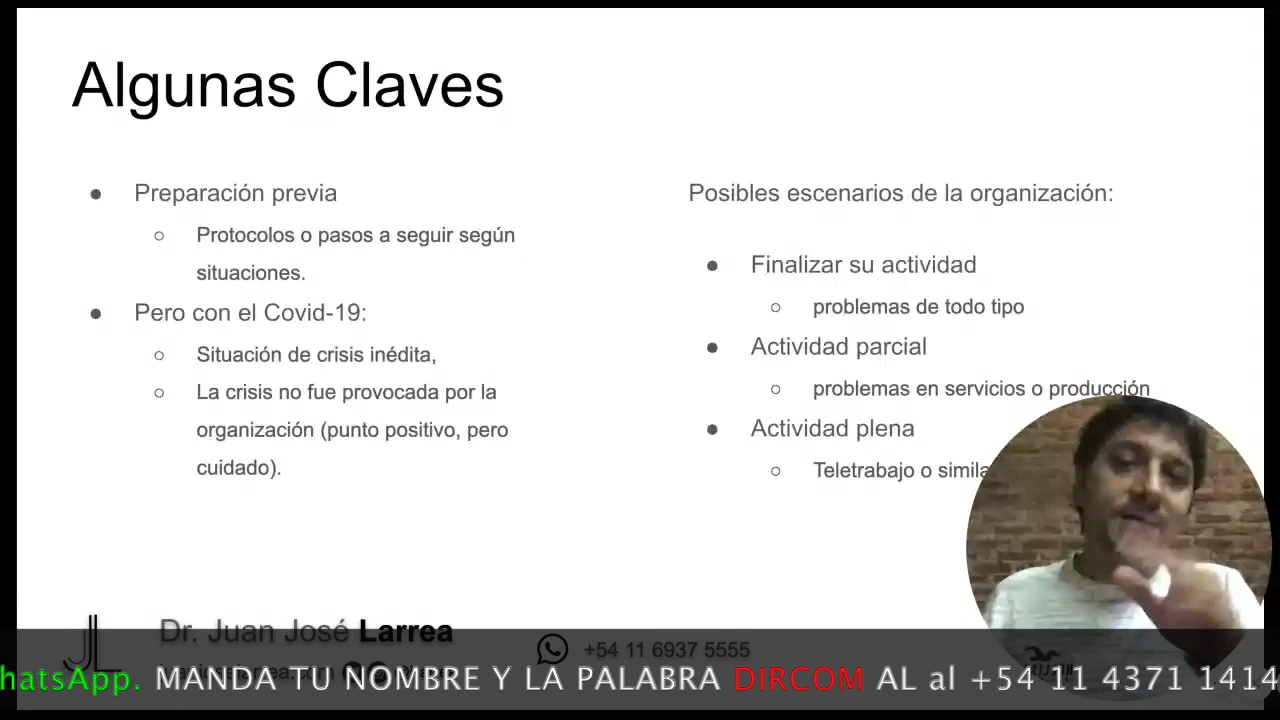 Algunas Claves
● Preparación previa
○ Protocolos o pasos a seguir según
situaciones.
● Pero con el Covid-19:
○ Situación de crisis inédita,
○ La crisis no fue provocada por la
organización (punto positivo, pero
cuidado).
Posibles escenarios de la organización:
● Finalizar su actividad
○ problemas de todo tipo
● Actividad parcial
○ problemas en servicios o producción
● Actividad plena
○ Teletrabajo o simila
JL
Dr. Juan José Larrea
+54 11 6937 5555
hatsApp. MANDA TU NOMBRE Y LA PALABRA DIRCOM AL al +54 11 4371 1414